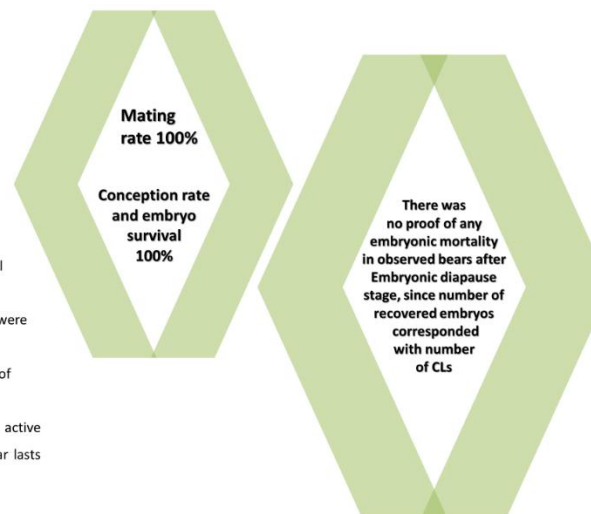 Mating
rate 100%
Conception rate
and embryo
survival
100%
There was
no proof of any
embryonic mortality
in observed bears after
Embryonic diapause
stage, since number of
recovered embryos
corresponded
with number
of CLs
were
of
active
lasts